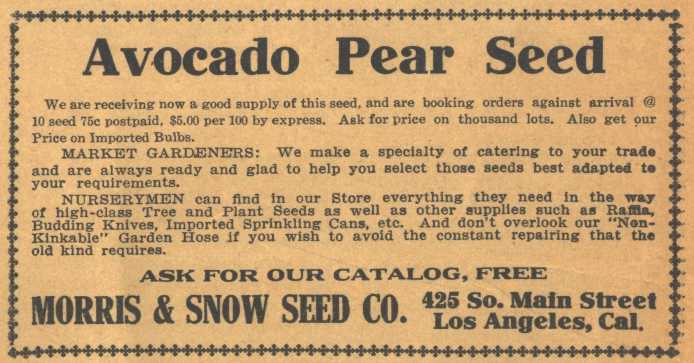 Avocado Pear Seed
We are receiving now a good supply of this seed, and are booking orders against arrival @
10 seed 75c postpaid, $5.00 per 100 by express. Ask for price on thousand lots. Also get our
Price on Imported Bulbs.
MARKET GARDENERS: We make a specialty of catering to your trade
and are always ready and glad to help you select those seeds best adapted to
your requirements.
NURSERYMEN can find in our Store everything they need in the way
of high-class Tree and Plant Seeds as well as other supplies such as Raffia,
Budding Knives, Imported Sprinkling Cans, etc. And don't overlook our "Non-
Kinkable" Garden Hose if you wish to avoid the constant repairing that the
old kind requires.
ASK FOR OUR CATALOG, FREE
MORRIS & SNOW SEED CO. 425 So. Main Street
Los Angeles, Cal.